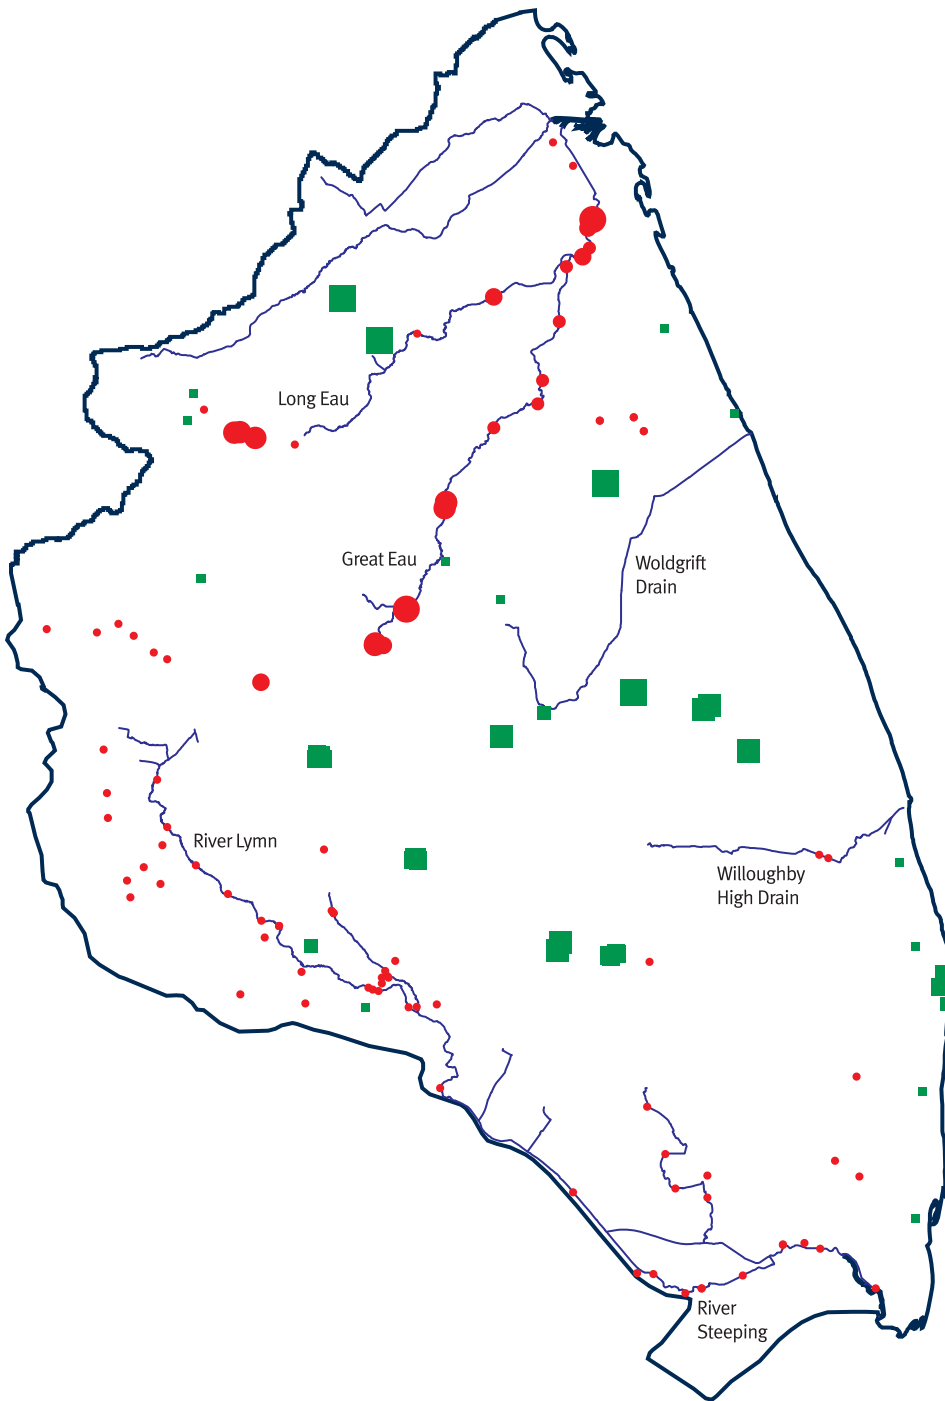 Long Eau
Great Eau
Woldgrift
Drain
River Lymn
Willoughby
High Drain
River
Steeping